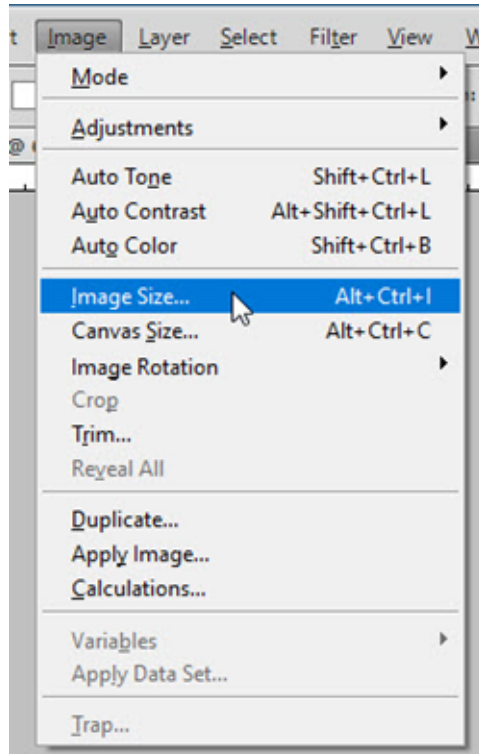 t Image Layer Select Filter View
Mode
@
Adjustments
Auto Tone Shift+Ctrl+L
Auto Contrast Alt+Shift+Ctrl+L
Auto Color Shift+Ctrl+B
Image Size... Alt+Ctrl+I
Canvas Size... Alt+Ctrl+C
Image Rotation
Crop
Trim...
Reveal All
Duplicate...
Apply Image...
Calculations...
Variables
Apply Data Set...
Trap...